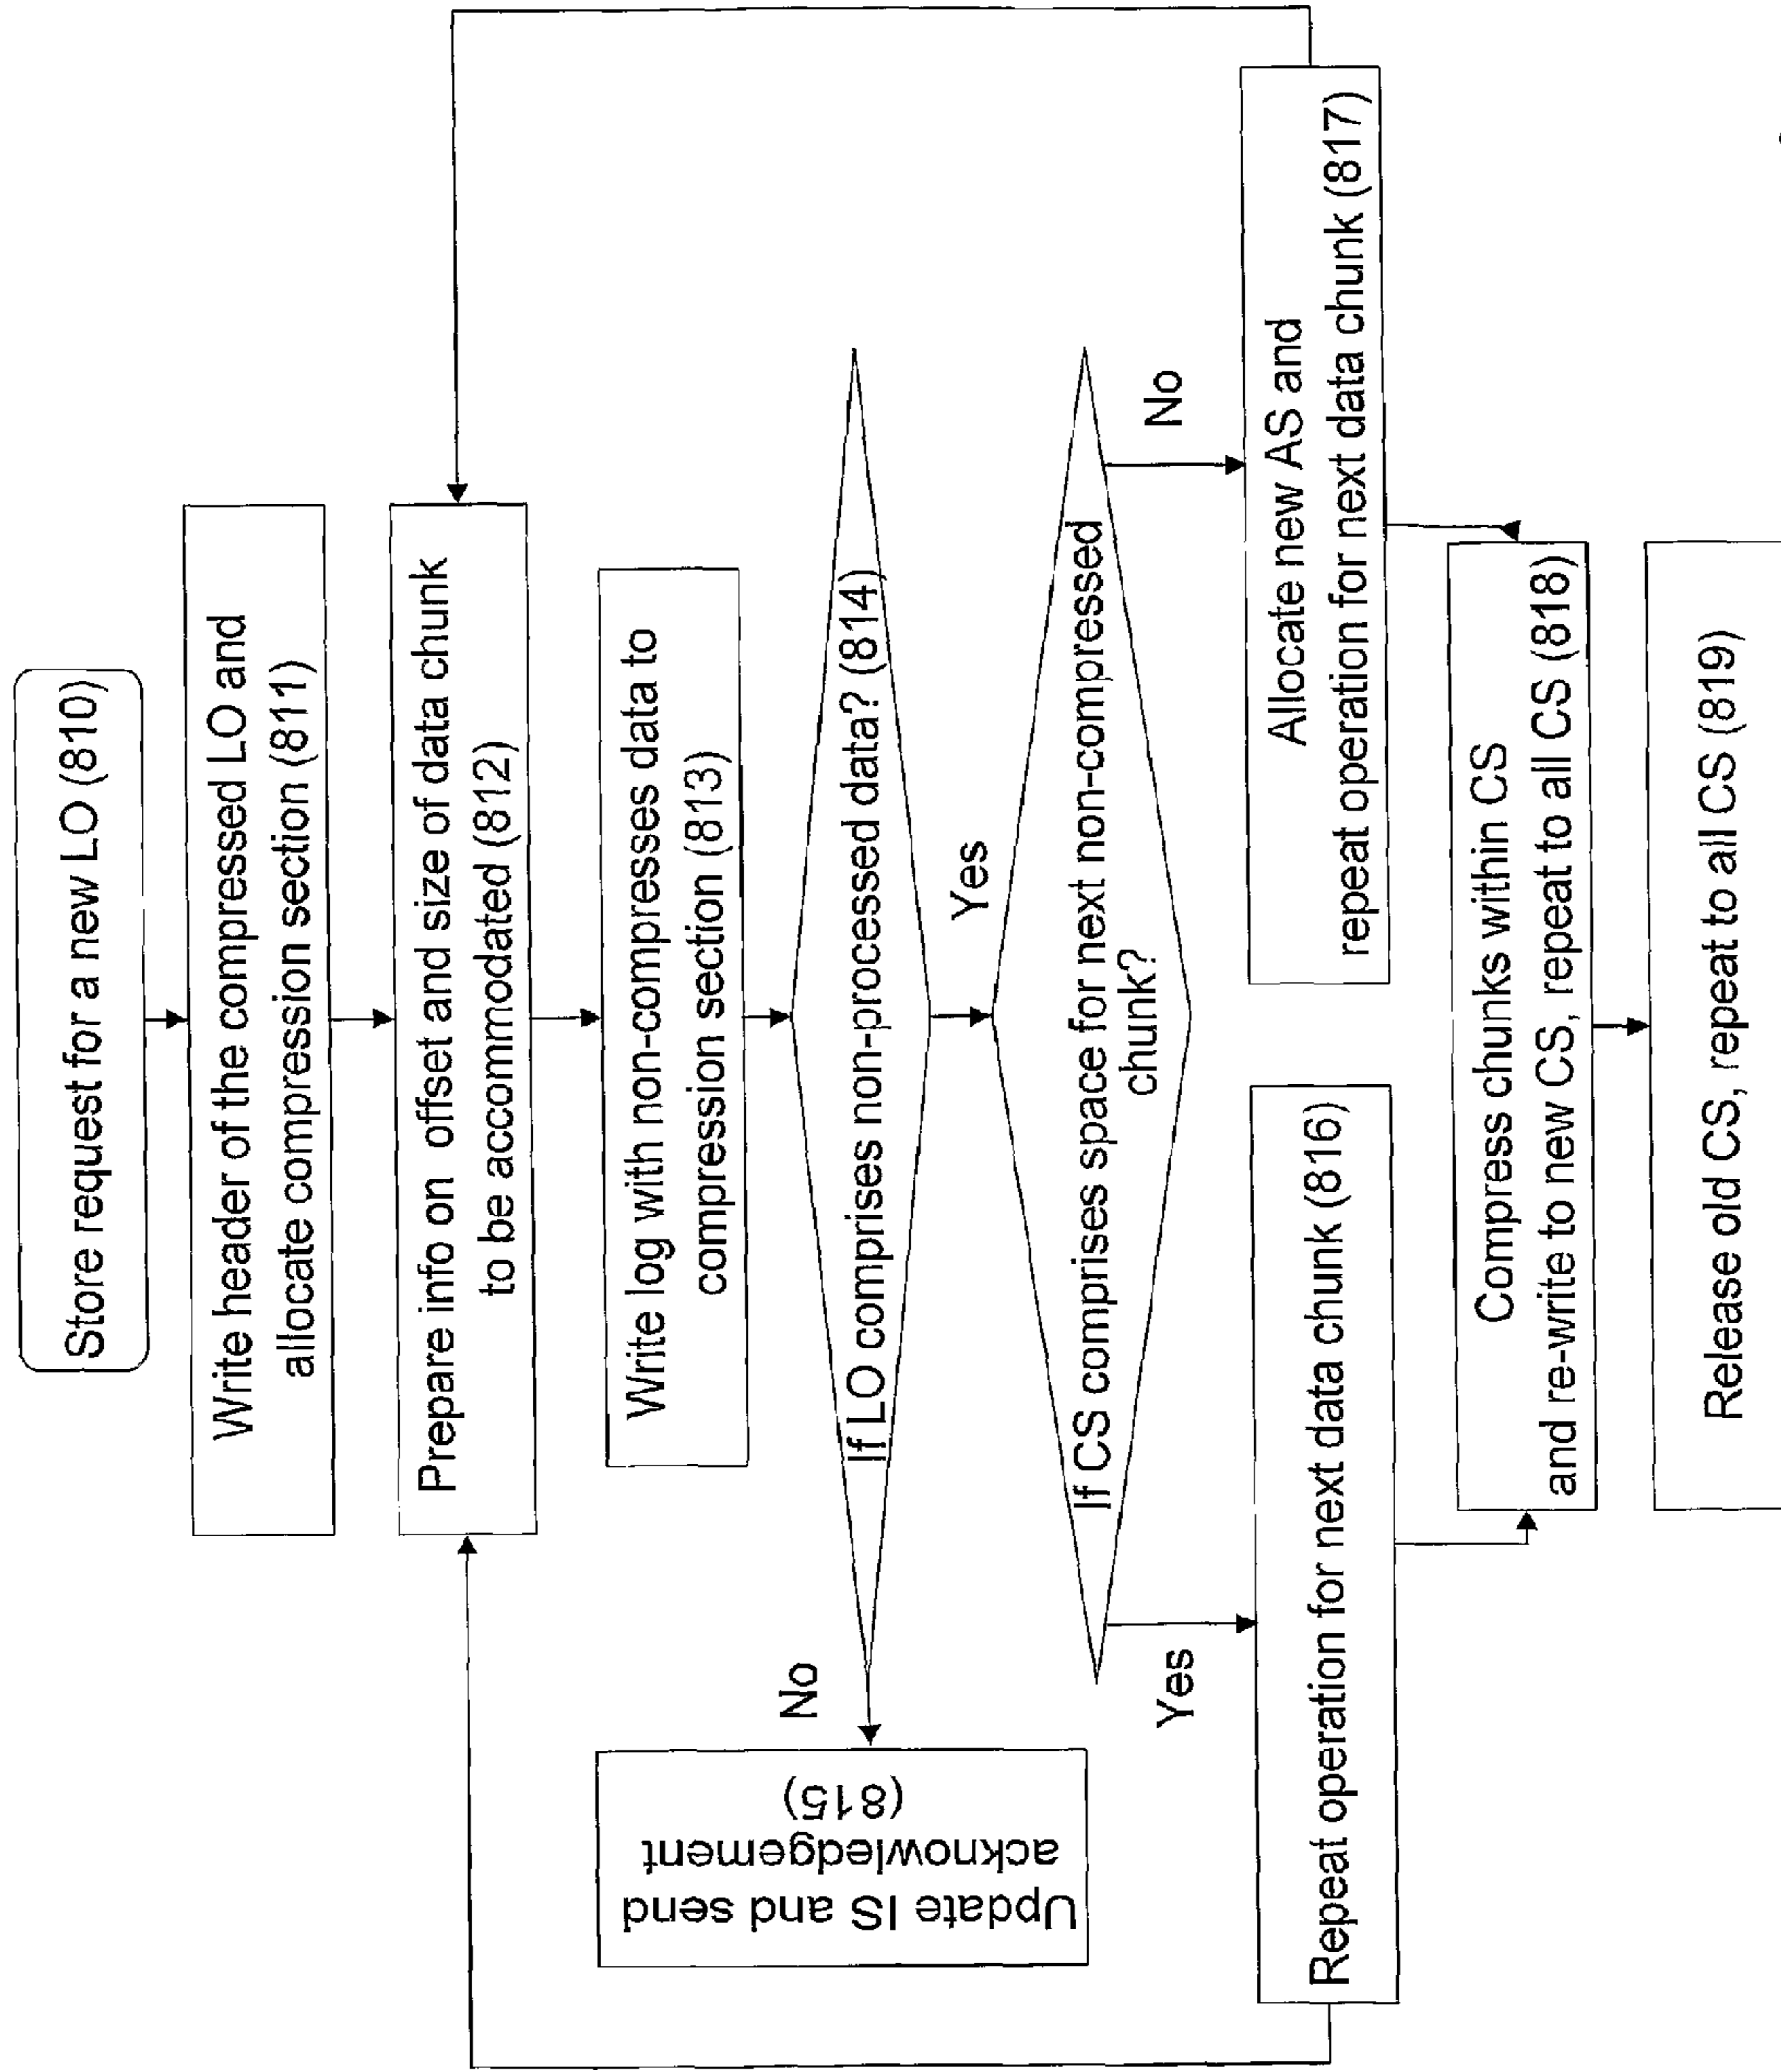 Store request for a new LO (810)
Write header of the compressed LO and
allocate compression section (811)
Prepare info on offset and size of data chunk
to be accommodated (812)
Write log with non-compresses data to
compression section (813)
If LO comprises non-processed data? (814)
No
Update IS and send
acknowledgement
(815)
Yes
If CS comprises space for next non-compressed
chunk?
Yes
No
Repeat operation for next data chunk (816)
Allocate new AS and
repeat operation for next data chunk (817)
Compress chunks within CS
and re-write to new CS, repeat to all CS (818)
Release old CS, repeat to all CS (819)